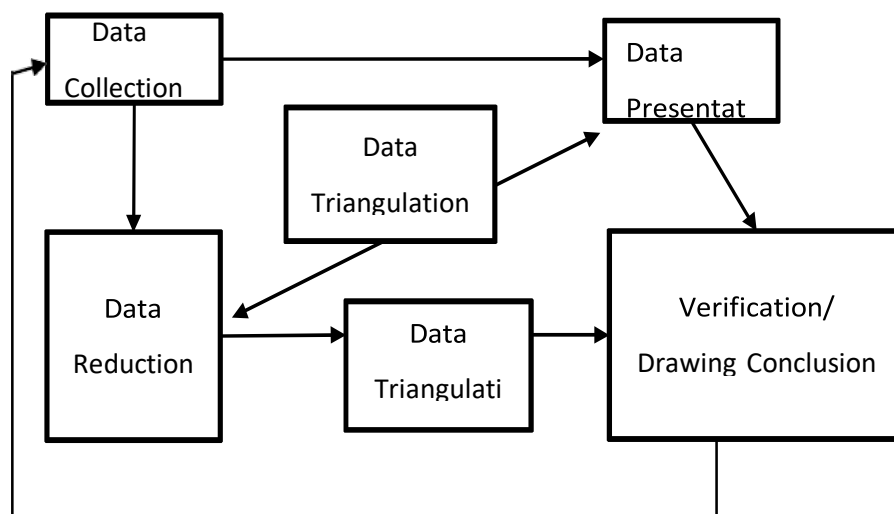 Data
Collection
Data
Presentat
Data
Triangulation
Data
Reduction
Data
Triangulati
Verification/
Drawing Conclusion